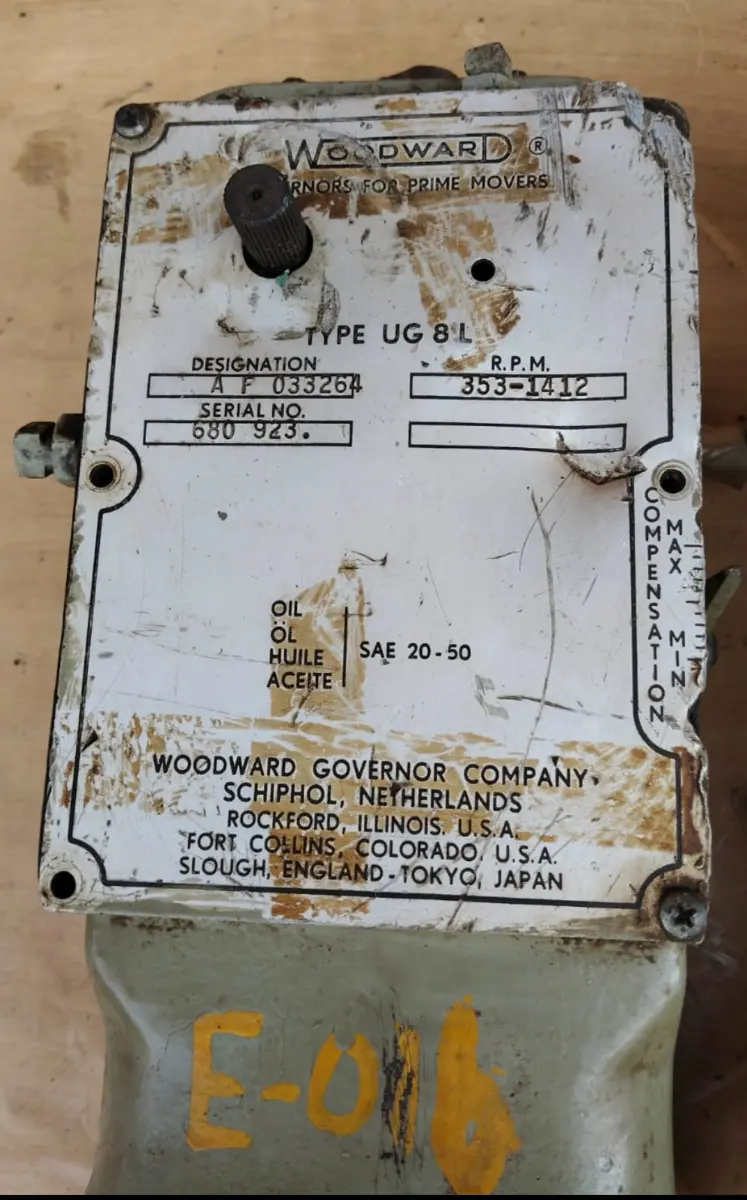 WOODWARD ®
RNORS FOR PRIME MOVERS
TYPE UG 8 L
DESIGNATION
A F 033264
R.P.M.
353-1412
SERIAL NO.
680 923.
COMPENSATION
MAX MIN
OIL
ÖL
HUILE
ACEITE
SAE 20-50
WOODWARD GOVERNOR COMPANY
SCHIPHOL, NETHERLANDS
ROCKFORD, ILLINOIS. U.S.A.
FORT COLLINS, COLORADO. U.S.A.
SLOUGH, ENGLAND - TOKYO, JAPAN
E-016